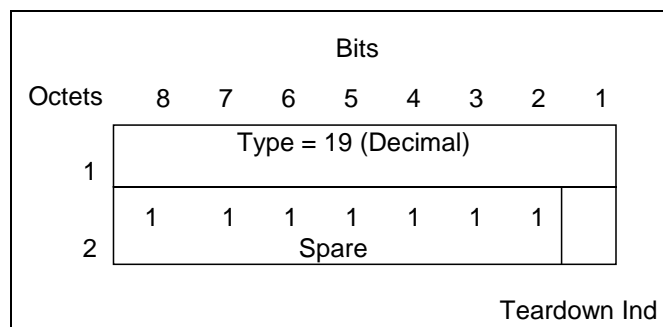 Bits
Octets 8 7 6 5 4 3 2 1
Type = 19 (Decimal)
1
1 1 1 1 1 1 1
2 Spare
Teardown Ind